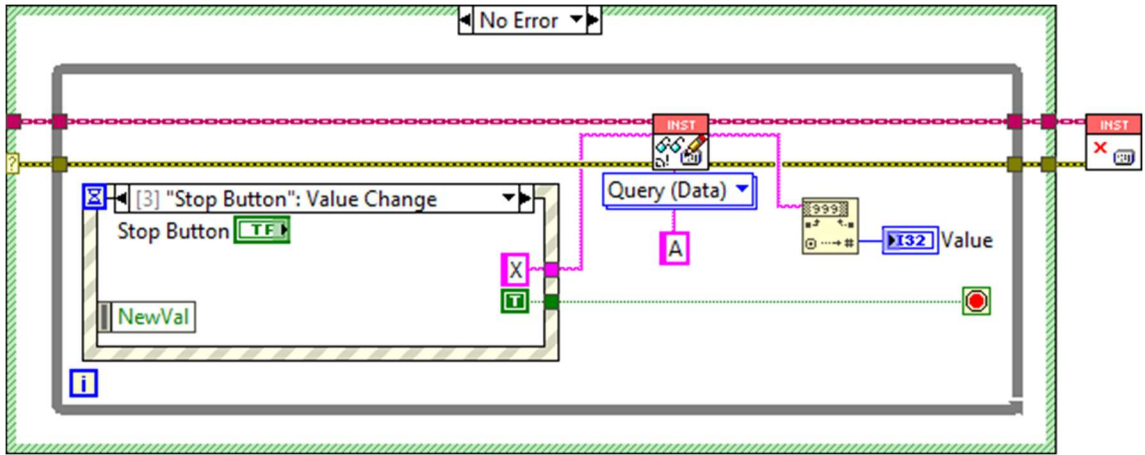 No Error
INST
INST
?
[3] "Stop Button": Value Change
Query (Data)
Stop Button TF
999
A
I32 Value
X
T
NewVal
i